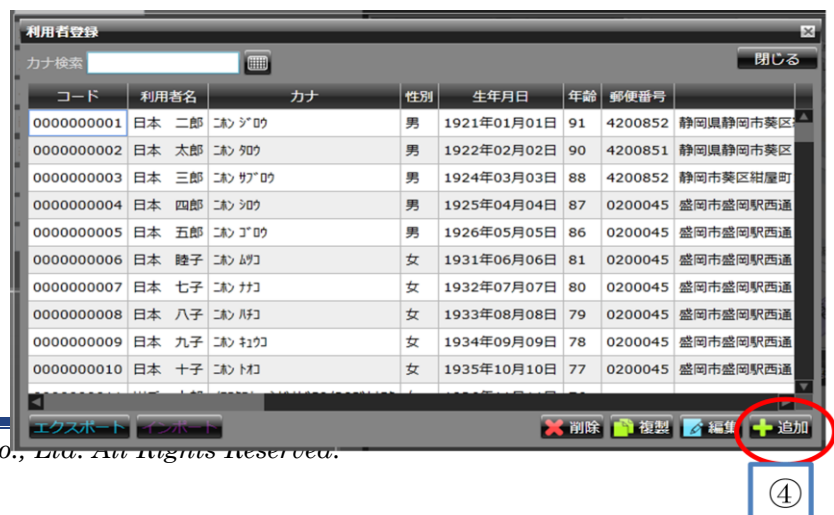 利用者登録
カナ検索
閉じる
コード 利用者名 カナ 性別 生年月日 年齢 郵便番号
0000000001 日本 二郎 ﾆﾎﾝ ｼﾞﾛｳ 男 1921年01月01日 91 4200852 静岡県静岡市葵区
0000000002 日本 太郎 ﾆﾎﾝ ﾀﾛｳ 男 1922年02月02日 90 4200851 静岡県静岡市葵区
0000000003 日本 三郎 ﾆﾎﾝ ｻﾌﾞﾛｳ 男 1924年03月03日 88 4200852 静岡市葵区紺屋町
0000000004 日本 四郎 ﾆﾎﾝ ｼﾛｳ 男 1925年04月04日 87 0200045 盛岡市盛岡駅西通
0000000005 日本 五郎 ﾆﾎﾝ ｺﾞﾛｳ 男 1926年05月05日 86 0200045 盛岡市盛岡駅西通
0000000006 日本 睦子 ﾆﾎﾝ ﾑﾂｺ 女 1931年06月06日 81 0200045 盛岡市盛岡駅西通
0000000007 日本 七子 ﾆﾎﾝ ﾅﾅｺ 女 1932年07月07日 80 0200045 盛岡市盛岡駅西通
0000000008 日本 八子 ﾆﾎﾝ ﾊﾁｺ 女 1933年08月08日 79 0200045 盛岡市盛岡駅西通
0000000009 日本 九子 ﾆﾎﾝ ｷｭｳｺ 女 1934年09月09日 78 0200045 盛岡市盛岡駅西通
0000000010 日本 十子 ﾆﾎﾝ ﾄｵｺ 女 1935年10月10日 77 0200045 盛岡市盛岡駅西通
エクスポート インポート 削除 複製 編集 追加
o., Ltd. All Rights Reserved.
④